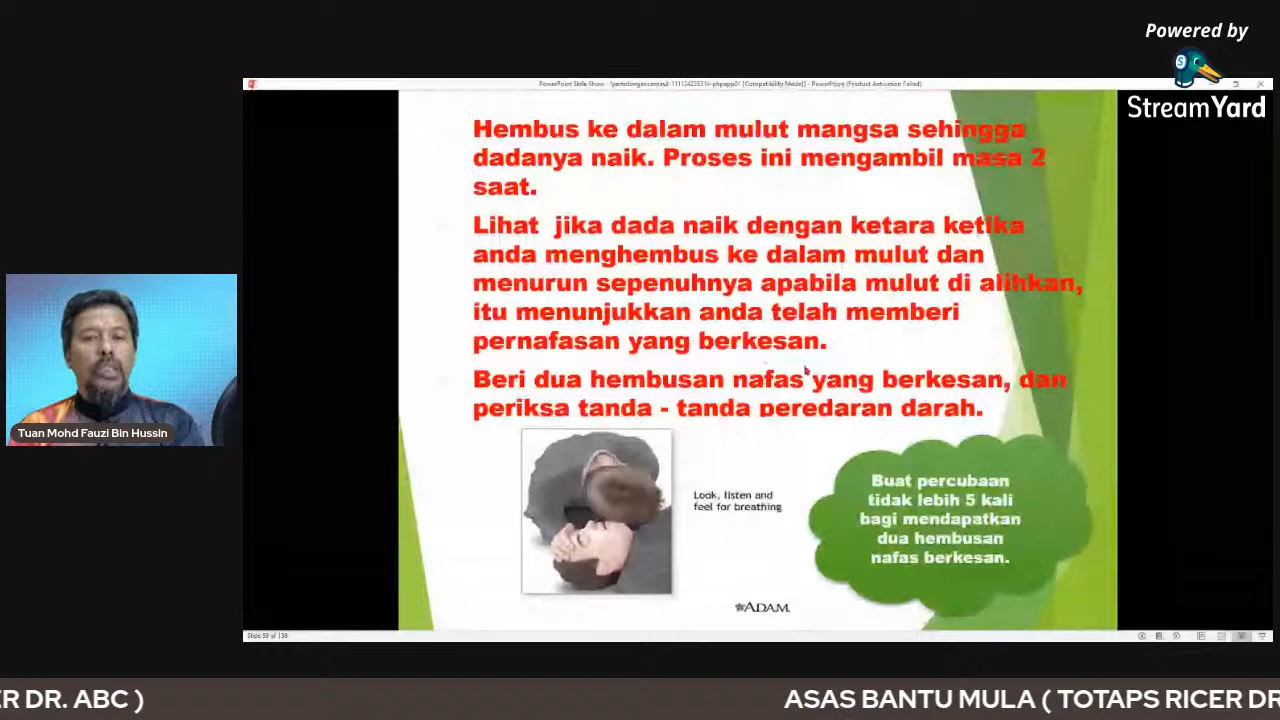 Powered by
StreamYard
Hembus ke dalam mulut mangsa sehingga
dadanya naik. Proses ini mengambil masa 2
saat.
Lihat jika dada naik dengan ketara ketika
anda menghembus ke dalam mulut dan
menurun sepenuhnya apabila mulut di alihkan,
itu menunjukkan anda telah memberi
pernafasan yang berkesan.
Beri dua hembusan nafas yang berkesan, dan
periksa tanda - tanda peredaran darah.
Look, listen and
feel for breathing
ADAM.
Buat percubaan
tidak lebih 5 kali
bagi mendapatkan
dua hembusan
nafas berkesan.
Tuan Mohd Fauzi Bin Hussin
ER DR. ABC )
ASAS BANTU MULA ( TOTAPS RICER DR